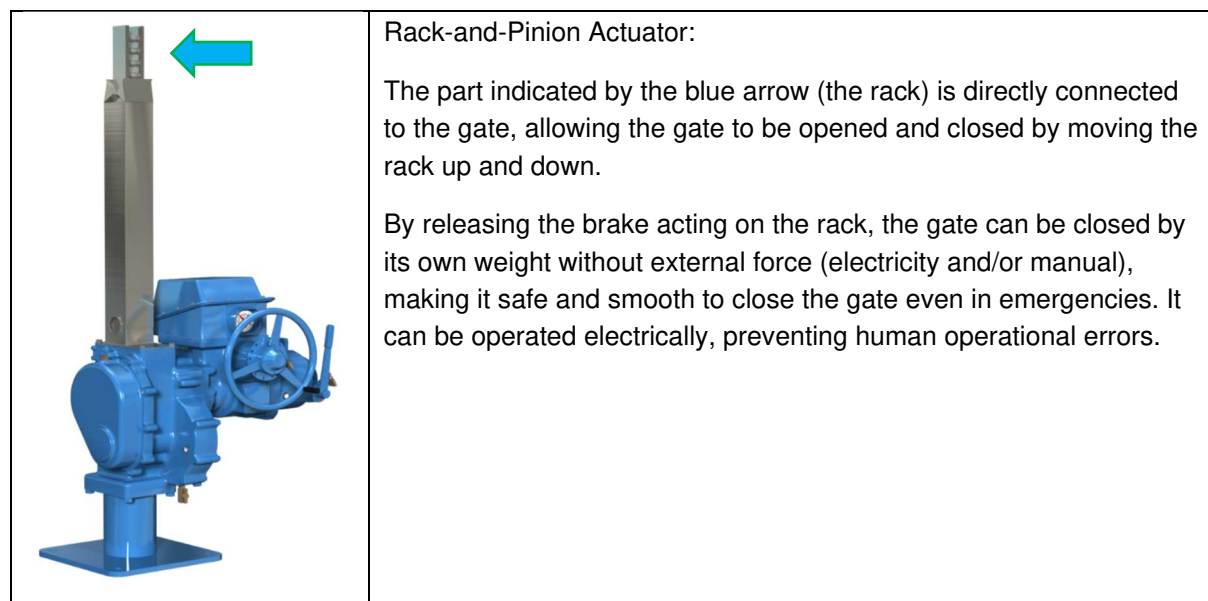 Rack-and-Pinion Actuator:
The part indicated by the blue arrow (the rack) is directly connected
to the gate, allowing the gate to be opened and closed by moving the
rack up and down.
By releasing the brake acting on the rack, the gate can be closed by
its own weight without external force (electricity and/or manual),
making it safe and smooth to close the gate even in emergencies. It
can be operated electrically, preventing human operational errors.